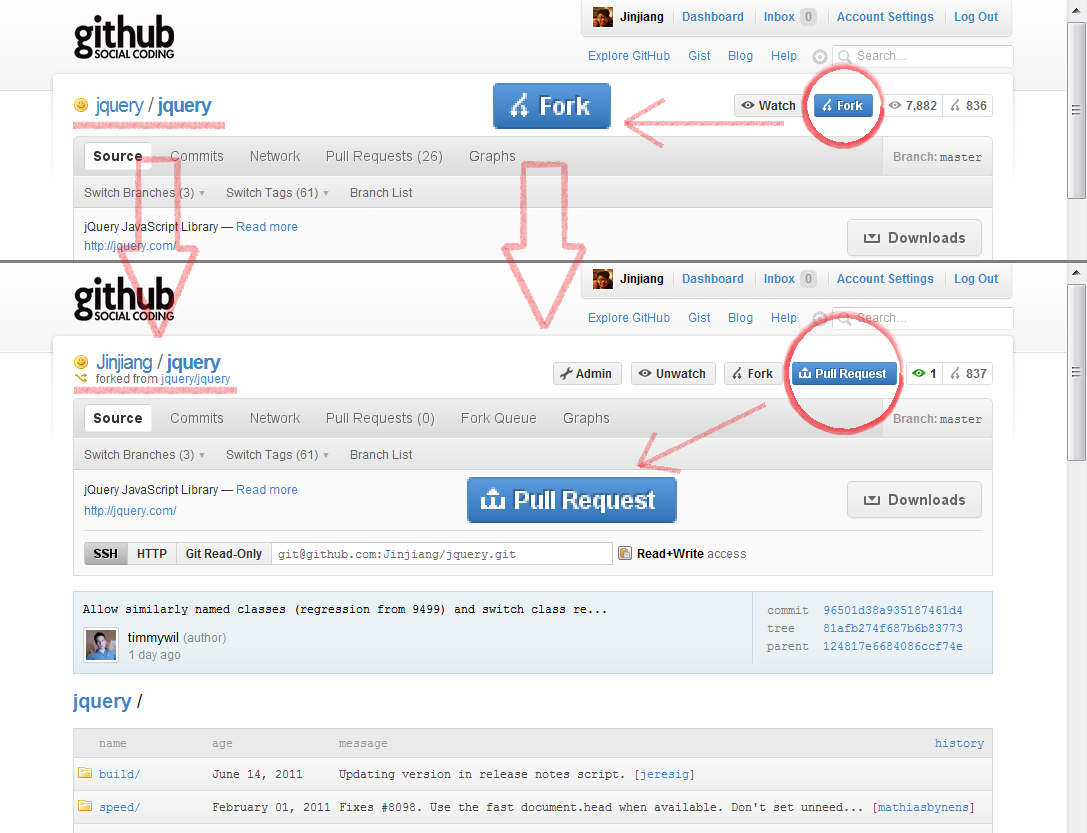 github
SOCIAL CODING
Jinjiang Dashboard Inbox 0 Account Settings Log Out
Explore GitHub Gist Blog Help Search...
jquery / jquery
Fork
Watch Fork 7,882 836
Source Commits Network Pull Requests (26) Graphs Branch: master
Switch Branches (3) Switch Tags (61) Branch List
jQuery JavaScript Library — Read more
http://jquery.com/
Downloads
github
SOCIAL CODING
Jinjiang Dashboard Inbox 0 Account Settings Log Out
Explore GitHub Gist Blog Help Search...
Jinjiang / jquery
forked from jquery/jquery
Admin Unwatch Fork Pull Request 1 837
Source Commits Network Pull Requests (0) Fork Queue Graphs Branch: master
Switch Branches (3) Switch Tags (61) Branch List
jQuery JavaScript Library — Read more
http://jquery.com/
Pull Request
Downloads
SSH HTTP Git Read-Only git@github.com:Jinjiang/jquery.git Read+Write access
Allow similarly named classes (regression from 9499) and switch class re...
timmywil (author)
1 day ago
commit 96501d38a935187461d4
tree 81afb274f687b6b83773
parent 124817e6684086ccf74e
jquery /
name age message history
build/ June 14, 2011 Updating version in release notes script. [jeresig]
speed/ February 01, 2011 Fixes #8098. Use the fast document.head when available. Don't set unneed... [mathiasbynens]